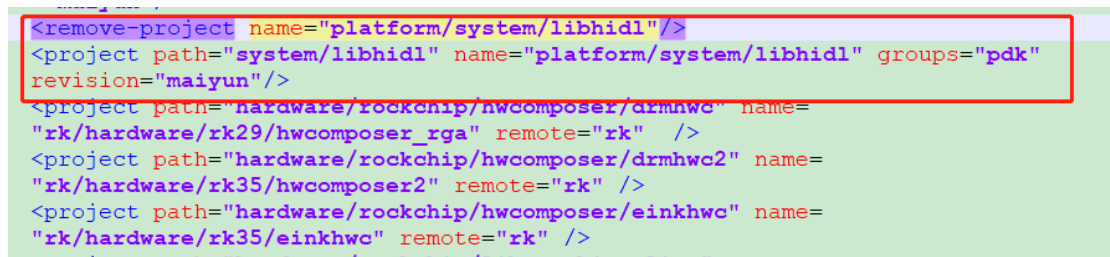 <remove-project name="platform/system/libhidl"/>
<project path="system/libhidl" name="platform/system/libhidl" groups="pdk"
revision="maiyun"/>
<project path="hardware/rockchip/hwcomposer/drmhwc" name=
"rk/hardware/rk29/hwcomposer_rga" remote="rk"  />
<project path="hardware/rockchip/hwcomposer/drmhwc2" name=
"rk/hardware/rk35/hwcomposer2" remote="rk" />
<project path="hardware/rockchip/hwcomposer/einkhwc" name=
"rk/hardware/rk35/einkhwc" remote="rk" />